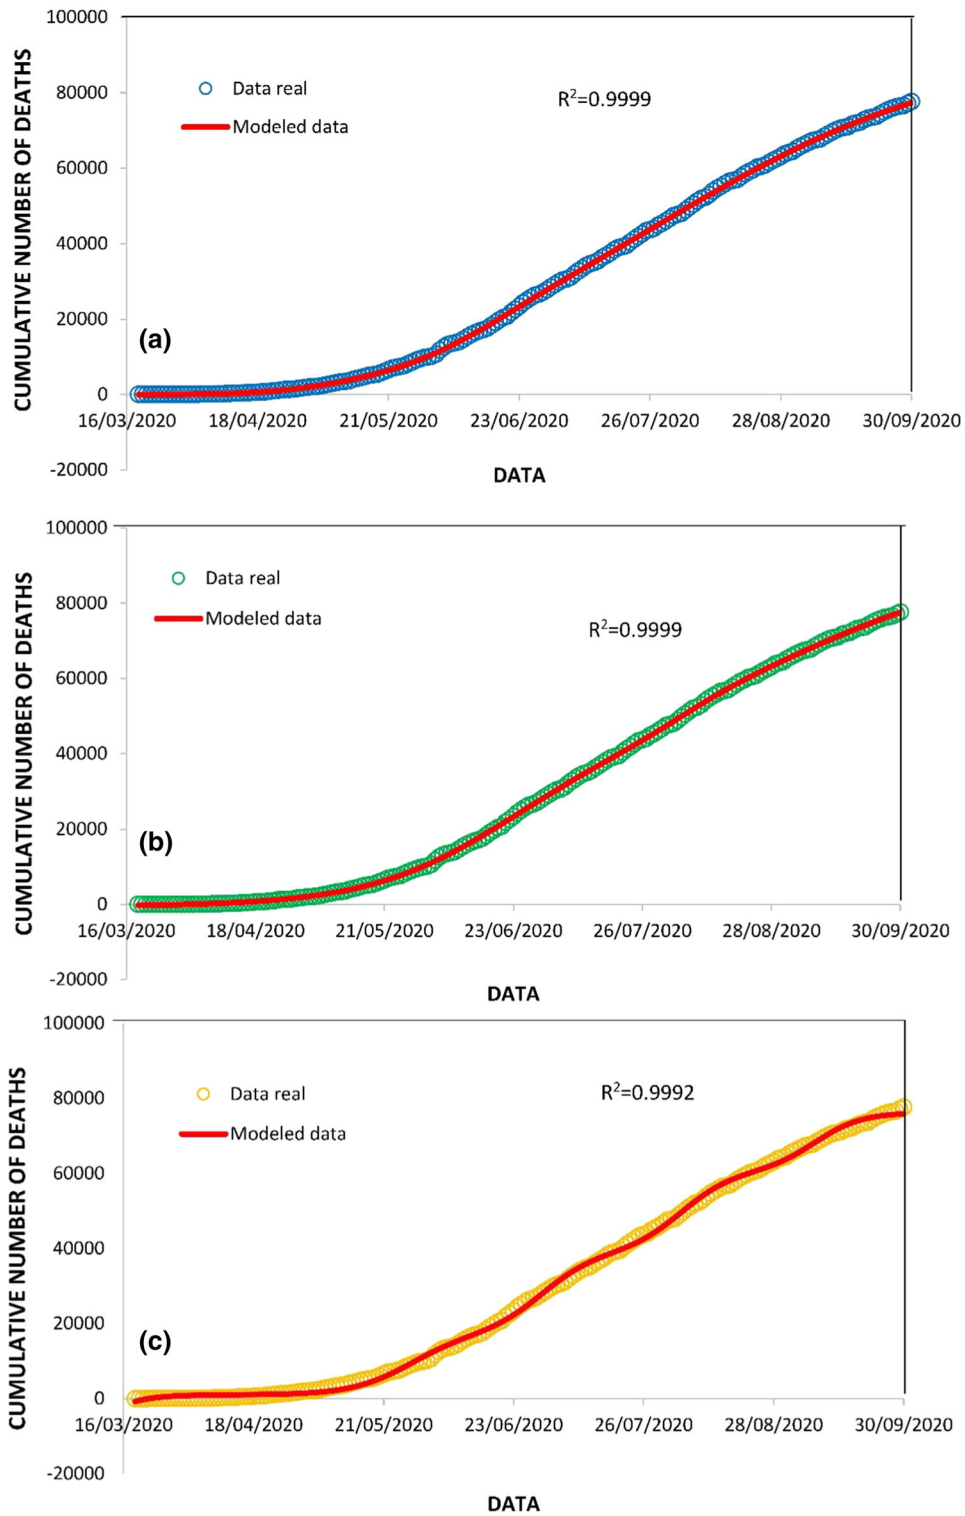 CUMULATIVE NUMBER OF DEATHS
100000
80000
60000
40000
20000
0
-20000
Data real
Modeled data
R²=0.9999
(a)
16/03/2020 18/04/2020 21/05/2020 23/06/2020 26/07/2020 28/08/2020 30/09/2020
DATA
CUMULATIVE NUMBER OF DEATHS
100000
80000
60000
40000
20000
0
-20000
Data real
Modeled data
R²=0.9999
(b)
16/03/2020 18/04/2020 21/05/2020 23/06/2020 26/07/2020 28/08/2020 30/09/2020
DATA
CUMULATIVE NUMBER OF DEATHS
100000
80000
60000
40000
20000
0
-20000
Data real
Modeled data
R²=0.9992
(c)
16/03/2020 18/04/2020 21/05/2020 23/06/2020 26/07/2020 28/08/2020 30/09/2020
DATA